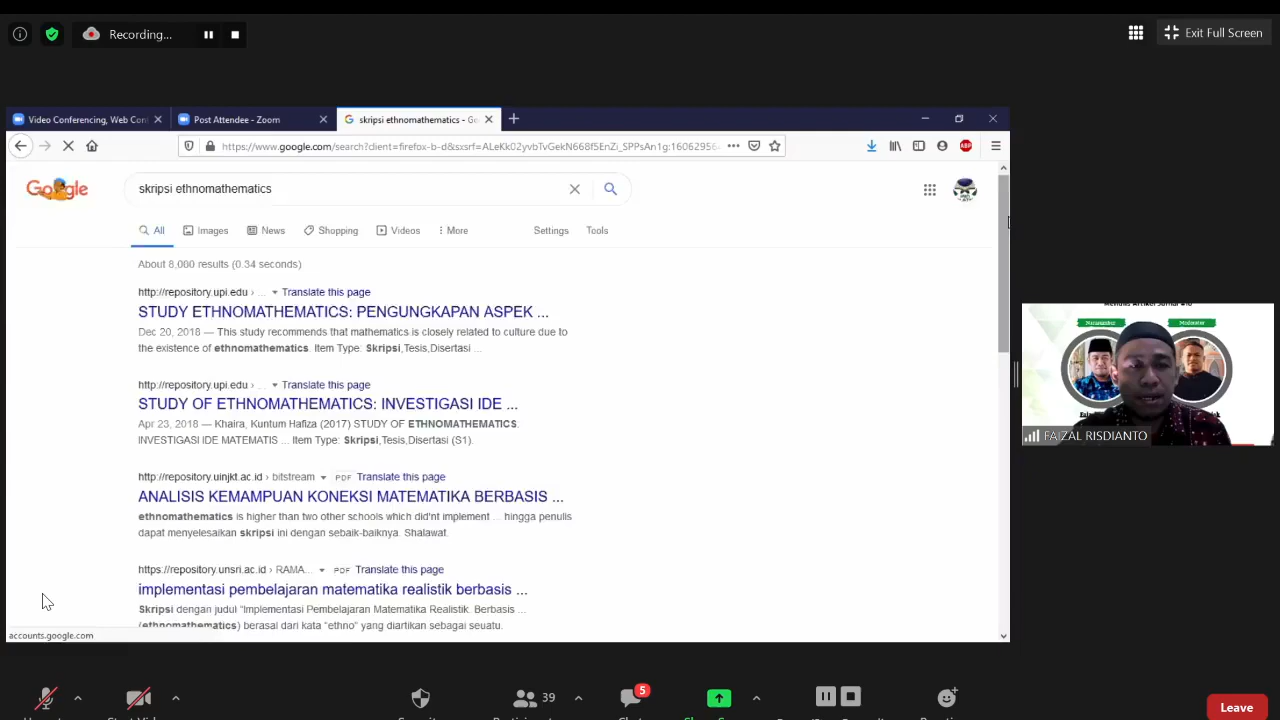 Recording...
Exit Full Screen
Video Conferencing, Web Con
Post Attendee - Zoom
skripsi ethnomathematics - Go
https://www.google.com/search?client=firefox-b-d&sxsrf=
Google
skripsi ethnomathematics
All
Images
News
Shopping
Videos
More
Settings
Tools
About 8,060 results (0.34 seconds)
http://repository.upi.edu › ... Translate this page
STUDY ETHNOMATHEMATICS: PENGUNGKAPAN ASPEK ...
Dec 20, 2018 — This study recommends that mathematics is closely related to culture due to
the existence of ethnomathematics. Item Type: Skripsi,Tesis,Disertasi ...
http://repository.upi.edu › ... Translate this page
STUDY OF ETHNOMATHEMATICS: INVESTIGASI IDE ...
Apr 23, 2018 — Khaira, Kuntum Hafiza (2017) STUDY OF ETHNOMATHEMATICS.
INVESTIGASI IDE MATEMATIS ... Item Type: Skripsi,Tesis,Disertasi (S1).
http://repository.uinjkt.ac.id › bitstream PDF Translate this page
ANALISIS KEMAMPUAN KONEKSI MATEMATIKA BERBASIS ...
ethnomathematics is higher than two other schools which did'nt implement ... hingga penulis
dapat menyelesaikan skripsi ini dengan sebaik-baiknya. Shalawat.
https://repository.unsri.ac.id › RAMA... PDF Translate this page
implementasi pembelajaran matematika realistik berbasis ...
Skripsi dengan judul "Implementasi Pembelajaran Matematika Realistik Berbasis ...
(ethnomathematics) berasal dari kata "ethno" yang diartikan sebagai sesuatu.
accounts.google.com
ABP
Narasumber
Moderator
FAIZAL RISDIANTO
39
5
Leave